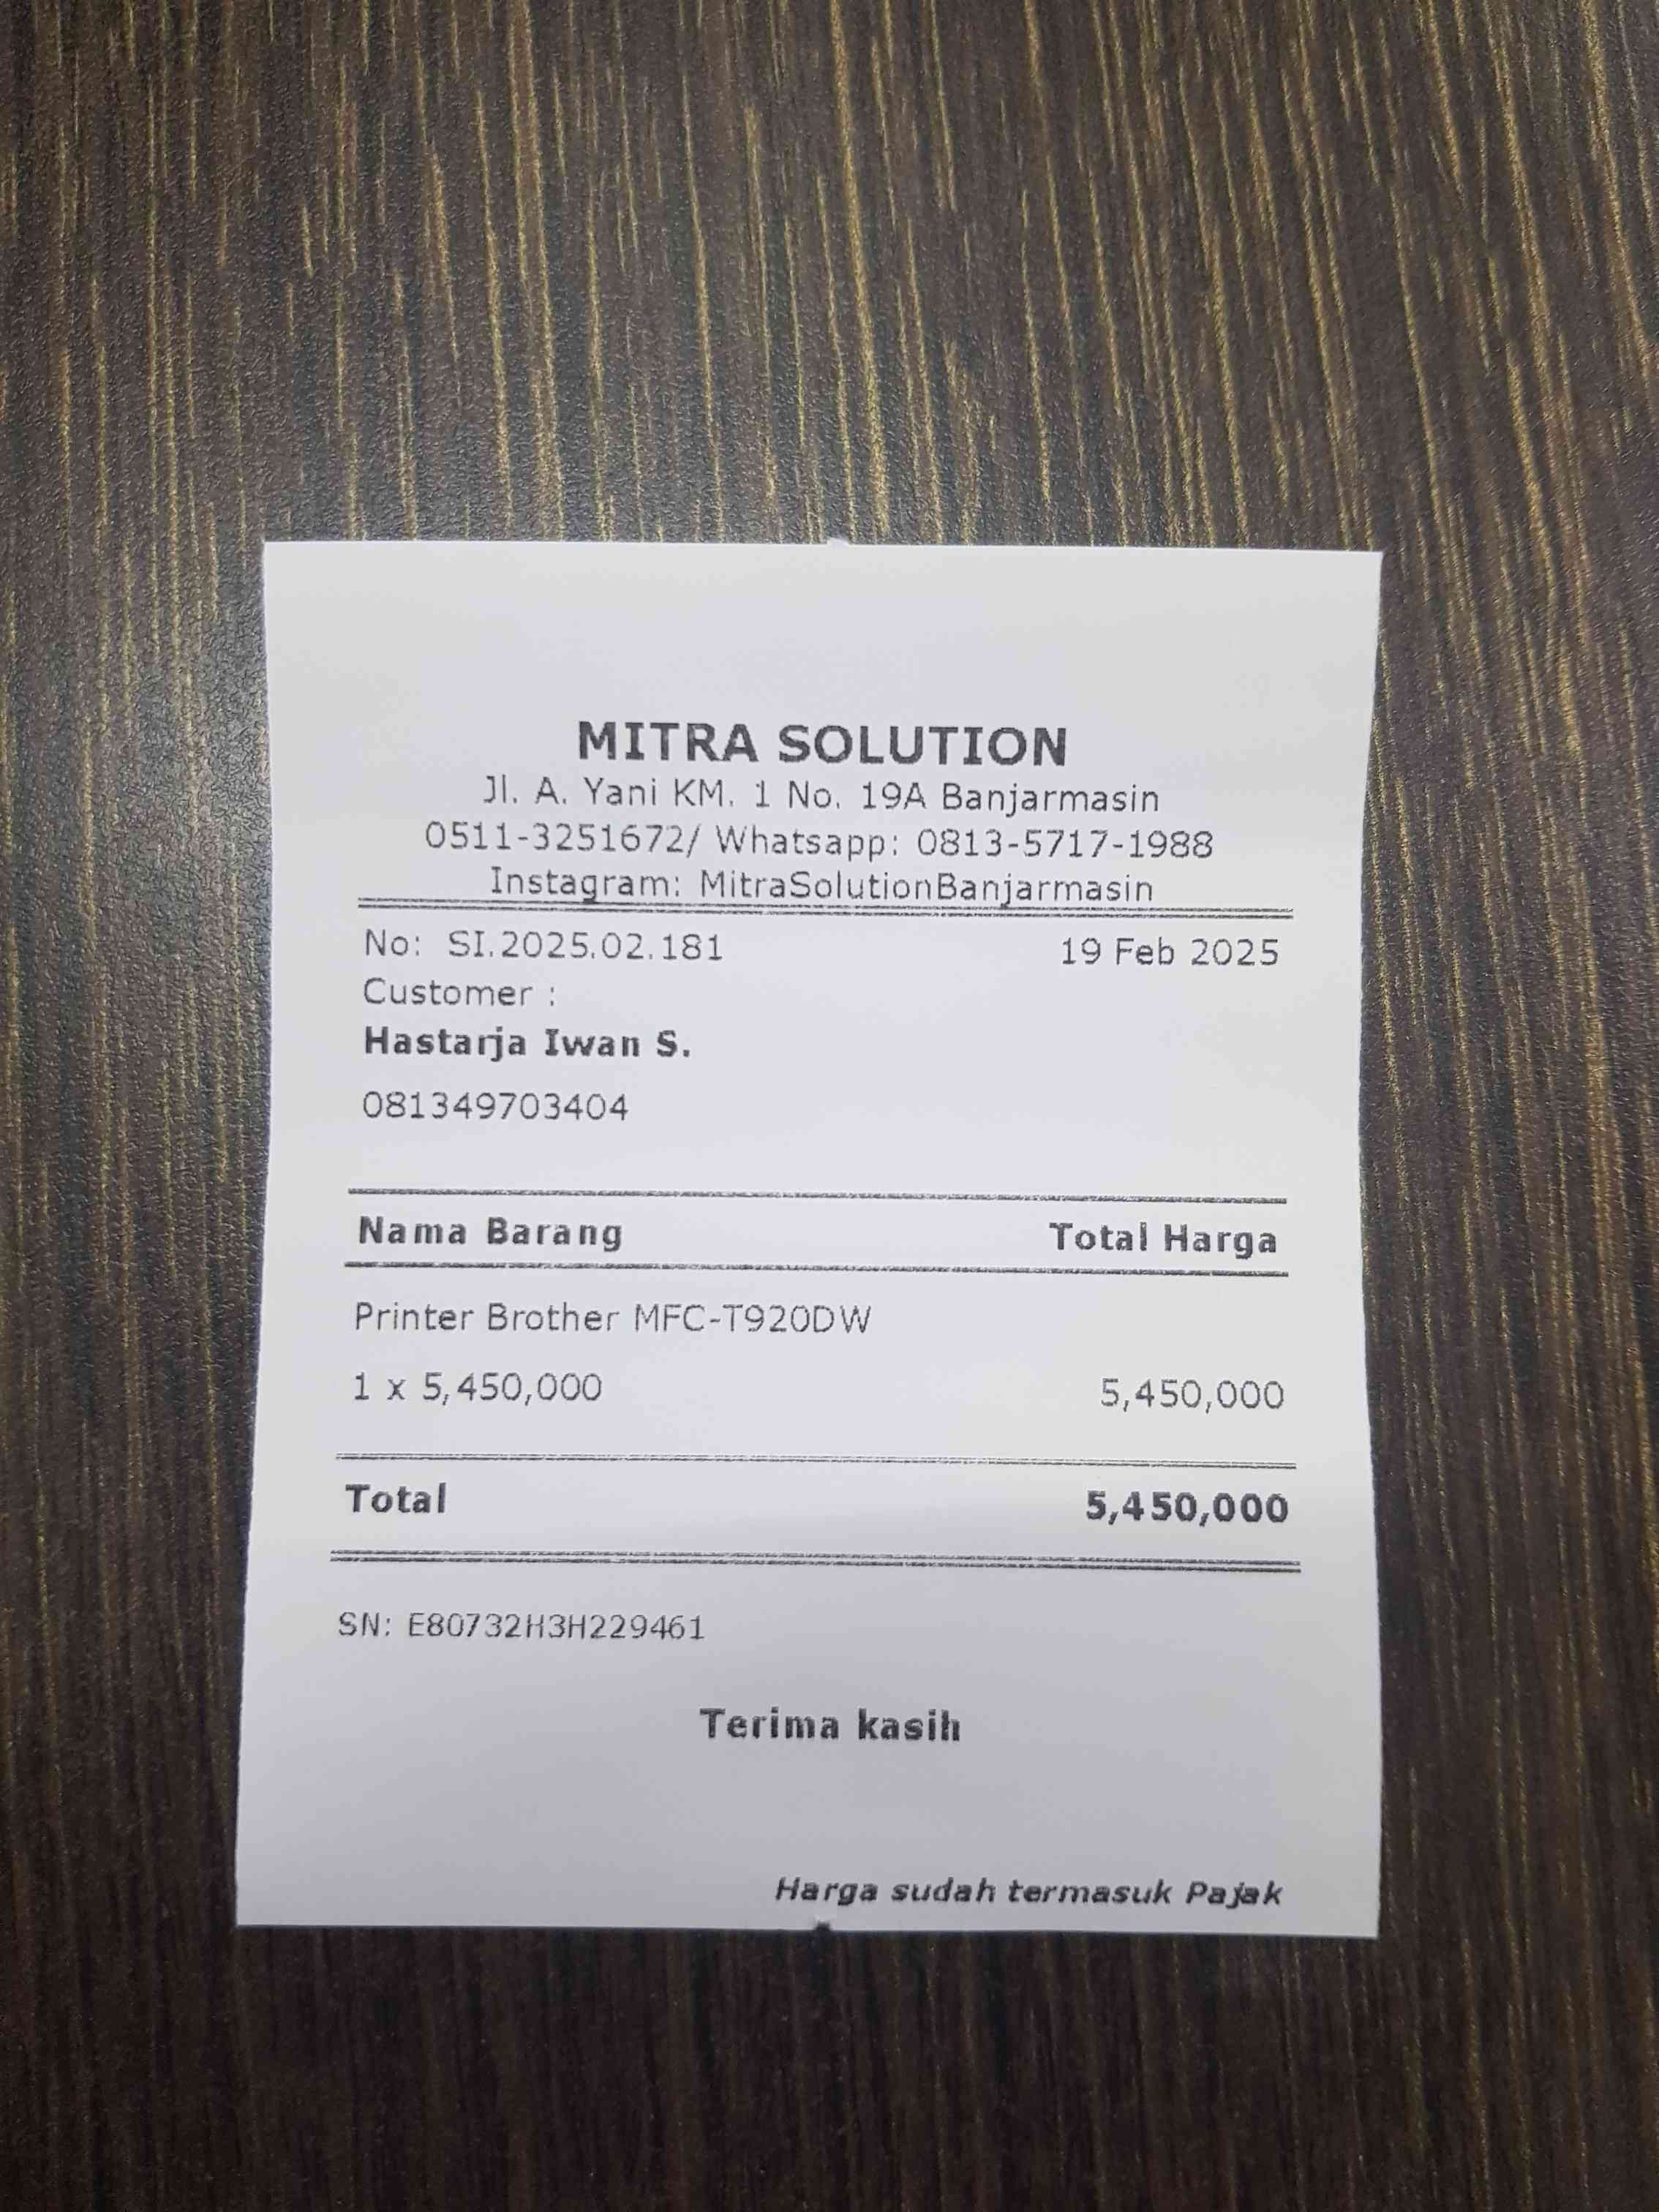 MITRA SOLUTION
Jl. A. Yani KM. 1 No. 19A Banjarmasin
0511-3251672/ Whatsapp: 0813-5717-1988
Instagram: MitraSolutionBanjarmasin
No: SI.2025.02.181 19 Feb 2025
Customer :
Hastarja Iwan S.
081349703404
Nama Barang Total Harga
Printer Brother MFC-T920DW
1 x 5,450,000 5,450,000
Total 5,450,000
SN: E80732H3H229461
Terima kasih
Harga sudah termasuk Pajak